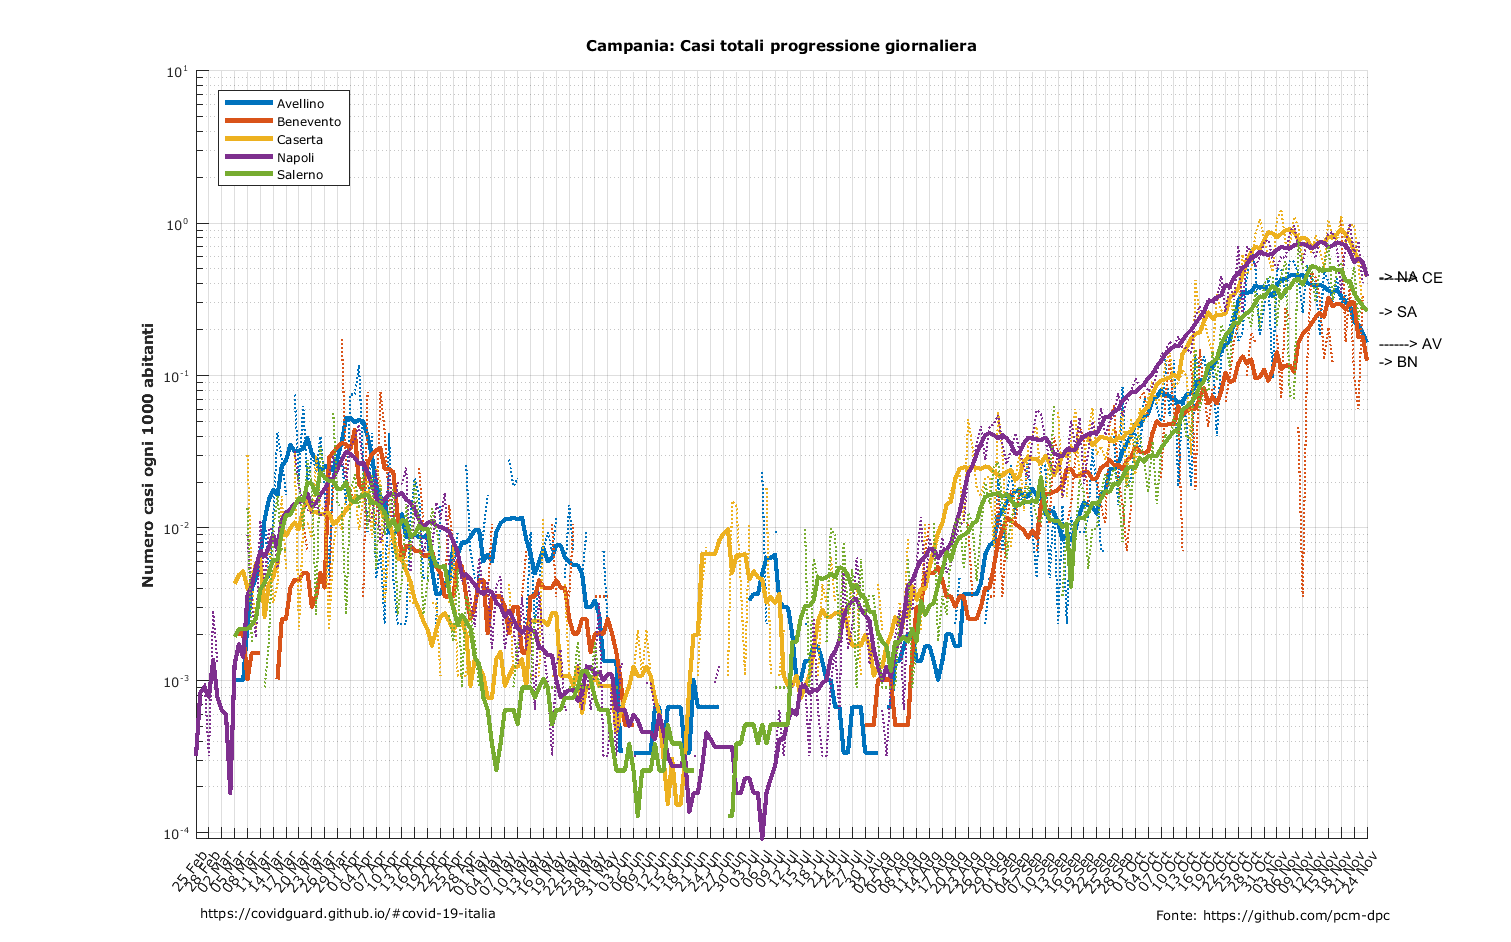 Campania: Casi totali progressione giornaliera
Numero casi ogni 1000 abitanti
10¹
10⁰
10⁻¹
10⁻²
10⁻³
10⁻⁴
Avellino
Benevento
Caserta
Napoli
Salerno
-> NA
------> CE
-> SA
------> AV
-> BN
25 Feb
28 Feb
02 Mar
05 Mar
08 Mar
11 Mar
14 Mar
17 Mar
20 Mar
23 Mar
26 Mar
29 Mar
01 Apr
04 Apr
07 Apr
10 Apr
13 Apr
16 Apr
19 Apr
22 Apr
25 Apr
28 Apr
01 May
04 May
07 May
10 May
13 May
16 May
19 May
22 May
25 May
28 May
31 May
03 Jun
06 Jun
09 Jun
12 Jun
15 Jun
18 Jun
21 Jun
24 Jun
27 Jun
30 Jun
03 Jul
06 Jul
09 Jul
12 Jul
15 Jul
18 Jul
21 Jul
24 Jul
27 Jul
30 Jul
02 Aug
05 Aug
08 Aug
11 Aug
14 Aug
17 Aug
20 Aug
23 Aug
26 Aug
29 Aug
01 Sep
04 Sep
07 Sep
10 Sep
13 Sep
16 Sep
19 Sep
22 Sep
25 Sep
28 Sep
01 Oct
04 Oct
07 Oct
10 Oct
13 Oct
16 Oct
19 Oct
22 Oct
25 Oct
28 Oct
31 Oct
03 Nov
06 Nov
09 Nov
12 Nov
15 Nov
18 Nov
21 Nov
24 Nov
https://covidguard.github.io/#covid-19-italia
Fonte: https://github.com/pcm-dpc